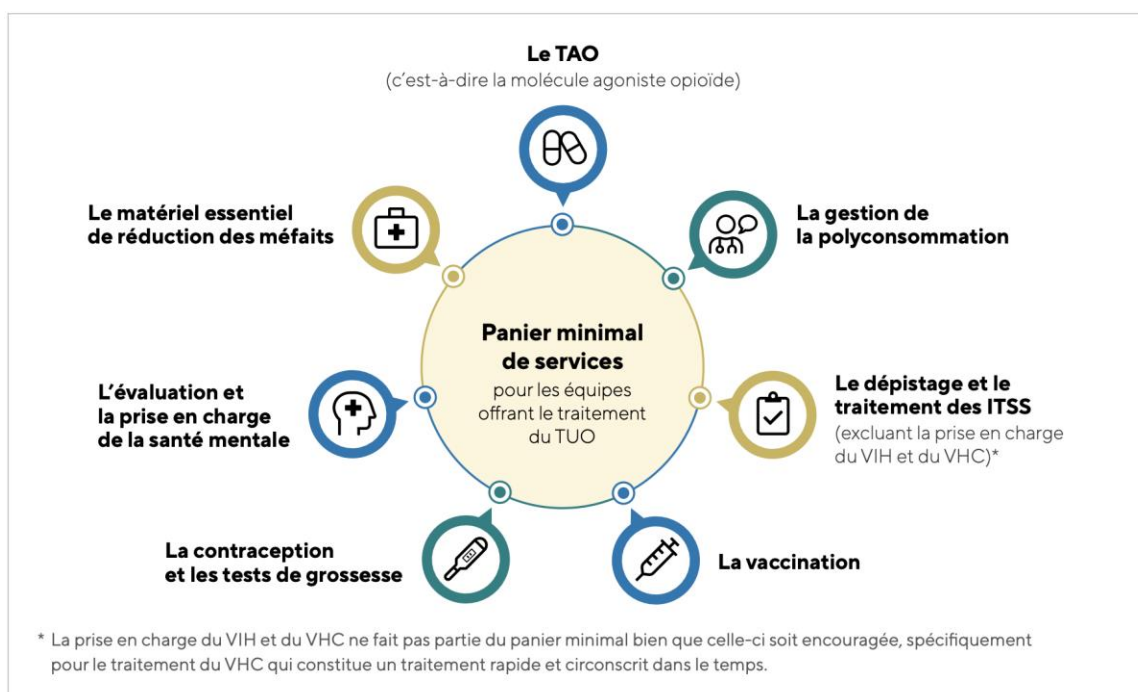 Le TAO
(c'est-à-dire la molécule agoniste opioïde)
La gestion de
la polyconsommation
Le dépistage et le
traitement des ITSS
(excluant la prise en charge
du VIH et du VHC)*
La vaccination
La contraception
et les tests de grossesse
L'évaluation et
la prise en charge
de la santé mentale
Le matériel essentiel
de réduction des méfaits
Panier minimal
de services
pour les équipes
offrant le traitement
du TUO
* La prise en charge du VIH et du VHC ne fait pas partie du panier minimal bien que celle-ci soit encouragée, spécifiquement
pour le traitement du VHC qui constitue un traitement rapide et circonscrit dans le temps.